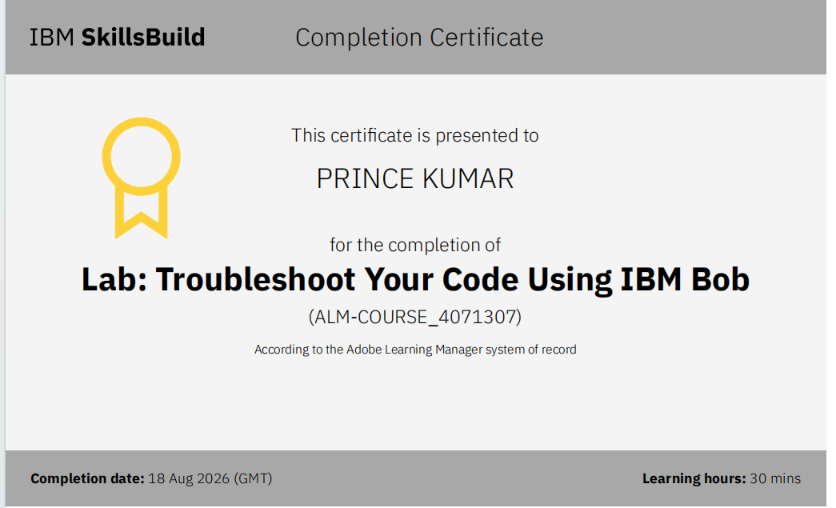 IBM SkillsBuild
Completion Certificate
This certificate is presented to
PRINCE KUMAR
for the completion of
Lab: Troubleshoot Your Code Using IBM Bob
(ALM-COURSE_4071307)
According to the Adobe Learning Manager system of record
Completion date: 18 Aug 2026 (GMT)
Learning hours: 30 mins